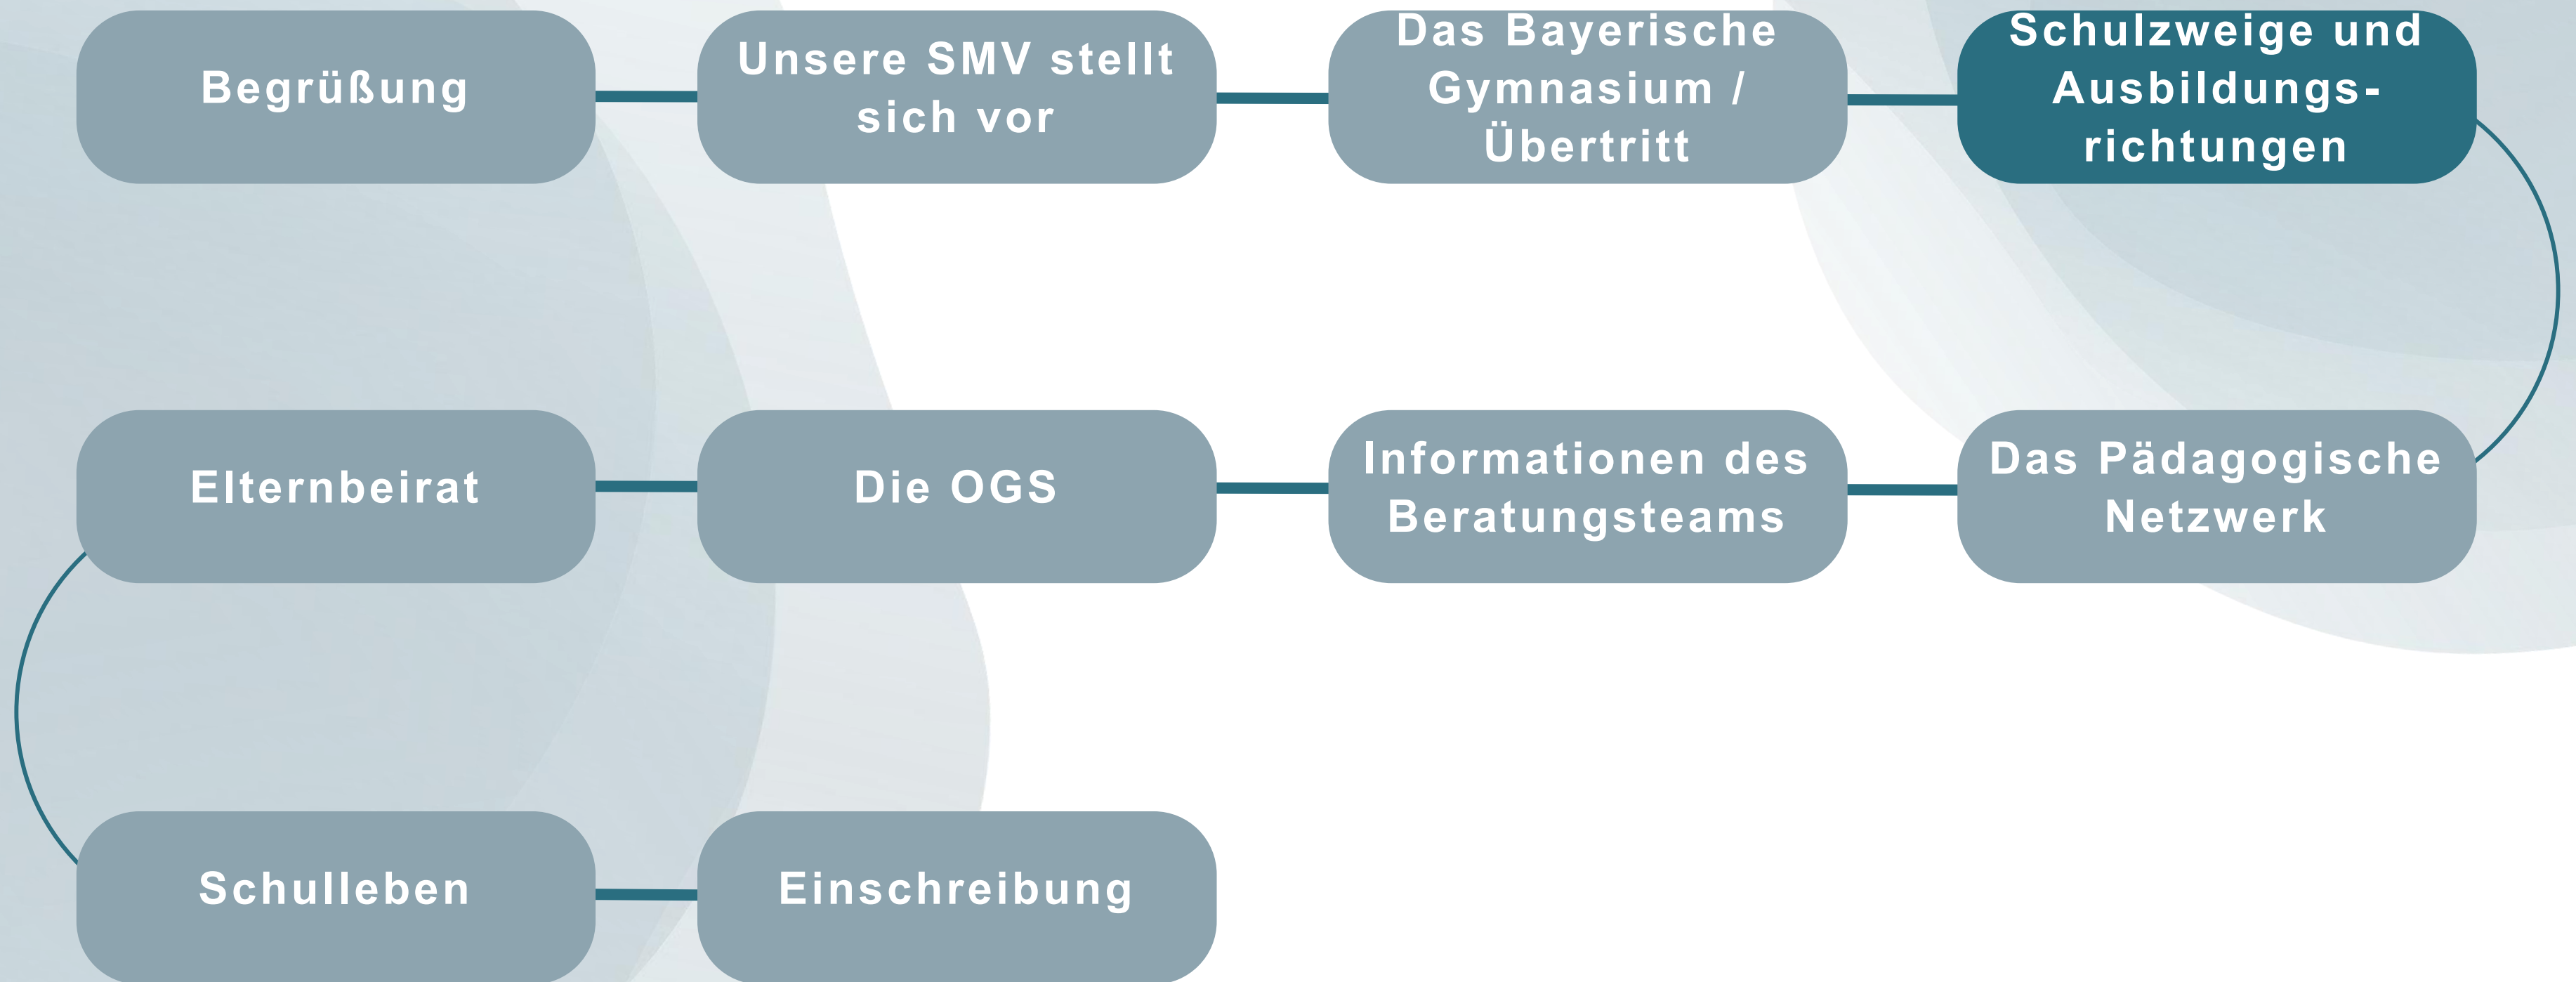 Begrüßung
Unsere SMV stellt
sich vor
Das Bayerische
Gymnasium /
Übertritt
Schulzweige und
Ausbildungs-
richtungen
Elternbeirat
Die OGS
Informationen des
Beratungsteams
Das Pädagogische
Netzwerk
Schulleben
Einschreibung